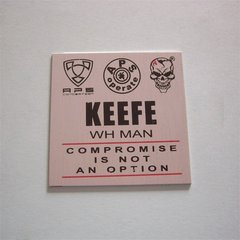 APS
APS
operate
KEEFE
WH MAN
COMPROMISE
IS NOT
AN OPTION